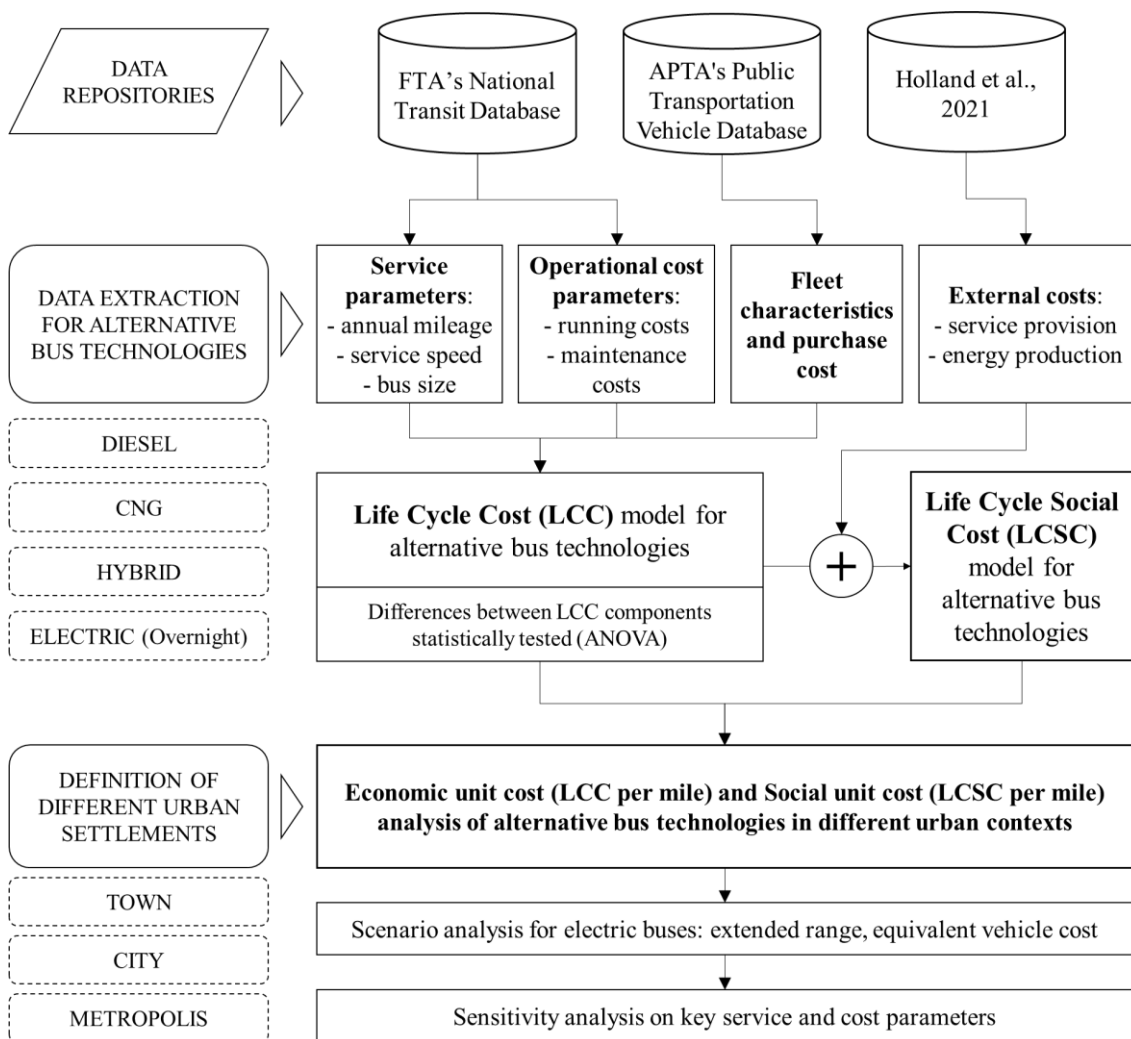 DATA
REPOSITORIES
FTA's National
Transit Database
APTA's Public
Transportation
Vehicle Database
Holland et al.,
2021
DATA EXTRACTION
FOR ALTERNATIVE
BUS TECHNOLOGIES
Service
parameters:
- annual mileage
- service speed
- bus size
Operational cost
parameters:
- running costs
- maintenance
costs
Fleet
characteristics
and purchase
cost
External costs:
- service provision
- energy production
DIESEL
CNG
HYBRID
ELECTRIC (Overnight)
Life Cycle Cost (LCC) model for
alternative bus technologies
Differences between LCC components
statistically tested (ANOVA)
+
Life Cycle Social
Cost (LCSC)
model for
alternative bus
technologies
DEFINITION OF
DIFFERENT URBAN
SETTLEMENTS
Economic unit cost (LCC per mile) and Social unit cost (LCSC per mile)
analysis of alternative bus technologies in different urban contexts
TOWN
CITY
METROPOLIS
Scenario analysis for electric buses: extended range, equivalent vehicle cost
Sensitivity analysis on key service and cost parameters